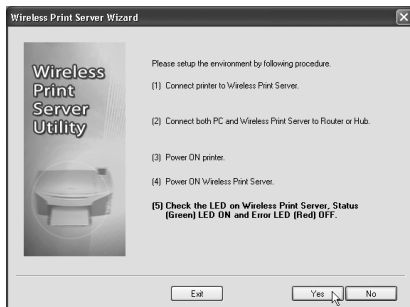 Wireless Print Server Wizard
Wireless
Print
Server
Utility
Please setup the environment by following procedure.
(1) Connect printer to Wireless Print Server.
(2) Connect both PC and Wireless Print Server to Router or Hub.
(3) Power ON printer.
(4) Power ON Wireless Print Server.
(5) Check the LED on Wireless Print Server, Status
(Green) LED ON and Error LED (Red) OFF.
Exit
Yes
No